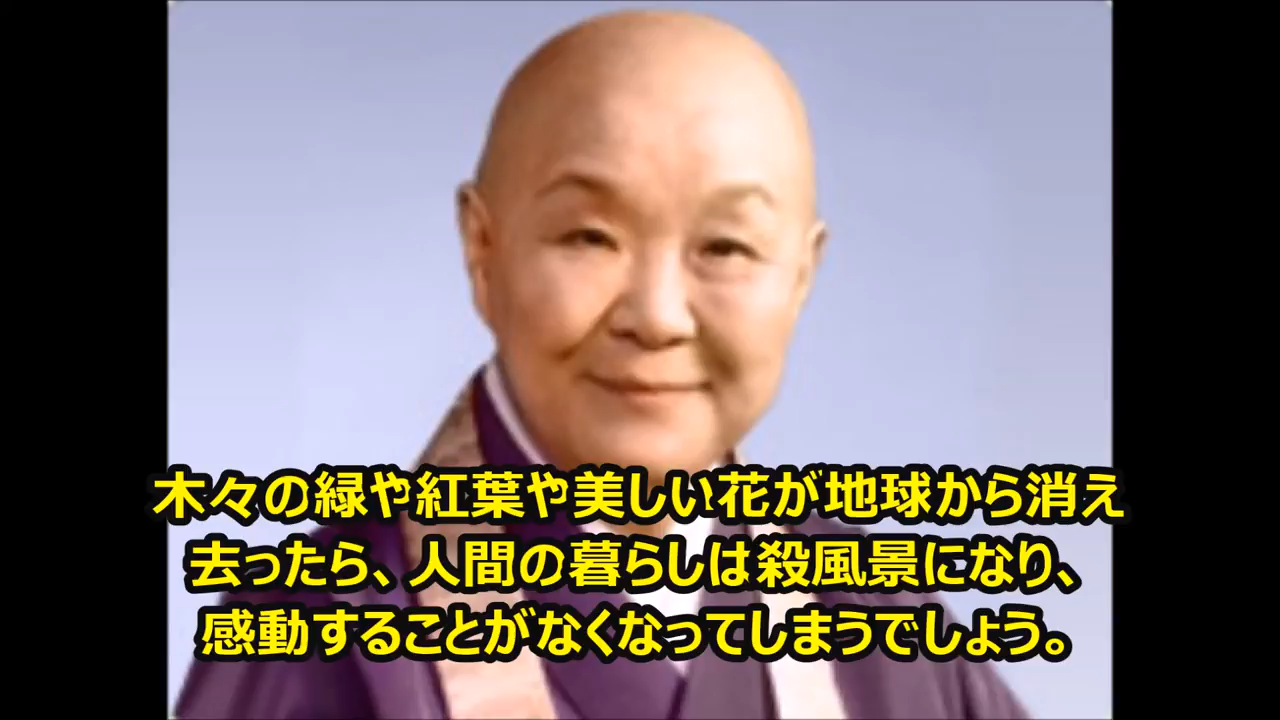 木々の緑や紅葉や美しい花が地球から消え
去ったら、人間の暮らしは殺風景になり、
感動することがなくなってしまうでしょう。